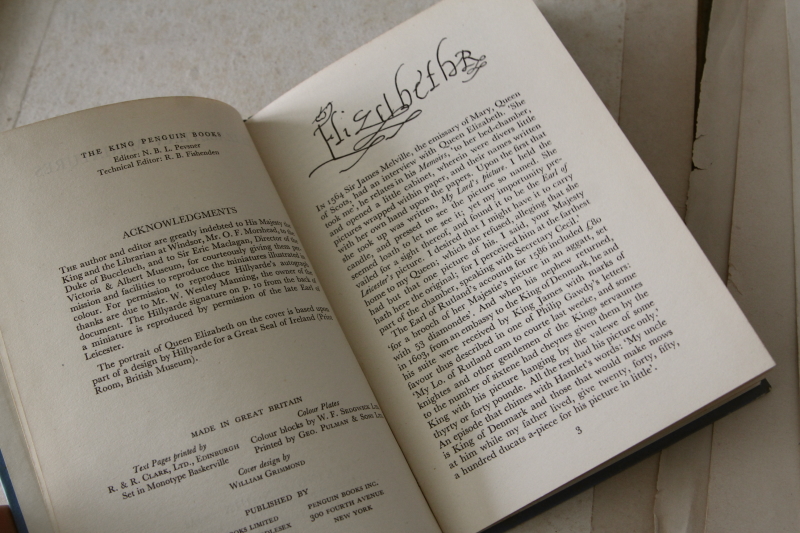 THE KING PENGUIN BOOKS
Editor: N. B. L. Pevsner
Technical Editor: R. B. Fishenden
ACKNOWLEDGMENTS
THE author and editor are greatly indebted to His Majesty the
King and the Librarian at Windsor, Mr. O. F. Morshead, to the
Duke of Buccleuch, and to Sir Eric Maclagan, Director of the
Victoria & Albert Museum, for courteously giving them per-
mission and facilities to reproduce the miniatures illustrated in
colour. For permission to reproduce Hillyarde's autograph
thanks are due to Mr. W. Westley Manning, the owner of the
document. The Hillyarde signature on p. 10 from the back of
a miniature is reproduced by permission of the late Earl of
Leicester.
The portrait of Queen Elizabeth on the cover is based upon
part of a design by Hillyarde for a Great Seal of Ireland (Print
Room, British Museum).
MADE IN GREAT BRITAIN
Text Pages printed by
R. & R. CLARK, LTD., EDINBURGH
Set in Monotype Baskerville
Colour Plates
Colour blocks by W. F. SEDGWICK LTD.
Printed by GEO. PULMAN & SONS
Cover design by
WILLIAM GRIMMOND
PUBLISHED BY
BOOKS LIMITED
PENGUIN BOOKS INC.
300 FOURTH AVENUE
NEW YORK
Elizabeth R
In 1564 Sir James Melville, the emissary of Mary, Queen
of Scots, had an interview with Queen Elizabeth. 'She
took me', he relates in his Memoirs, 'to her bed-chamber,
and opened a little cabinet, wherein were divers little
pictures wrapped within paper, and their names written
with her own hand upon the papers. Upon the first that
she took up was written, My Lord's picture. I held the
candle, and pressed to see the picture so named. She
seemed loath to let me see it; yet my importunity pre-
vailed for a sight thereof, and found it to be the Earl of
Leicester's picture. I desired that I might have it to carry
home to my Queen; which she refused, alleging that she
had but that one picture of his. I said, your Majesty
hath here the original; for I perceived him at the farthest
part of the chamber, speaking with Secretary Cecil.'
The Earl of Rutland's accounts for 1586 included £80
'for a brooch of her Majestie's picture in an aggatt, set
with 53 diamondes'. And when his nephew returned,
in 1603, from an embassy to the King of Denmark, he and
his suite were received by King James with marks of
favour thus described in one of Philip Gawdy's letters:
'My Lo. of Rutland cam to courte last weeke, and some
knightes and other gentlemen of the Kings servantes
to the number of sixtene had cheynes given them by the
King with his picture hanging by the valewe of some
thyrty or forty pounde. All the rest had his picture only.'
An episode that chimes with Hamlet's words: 'My uncle
is King of Denmark and those that would make mows
at him while my father lived, give twenty, forty, fifty,
a hundred ducats a-piece for his picture in little'.
3